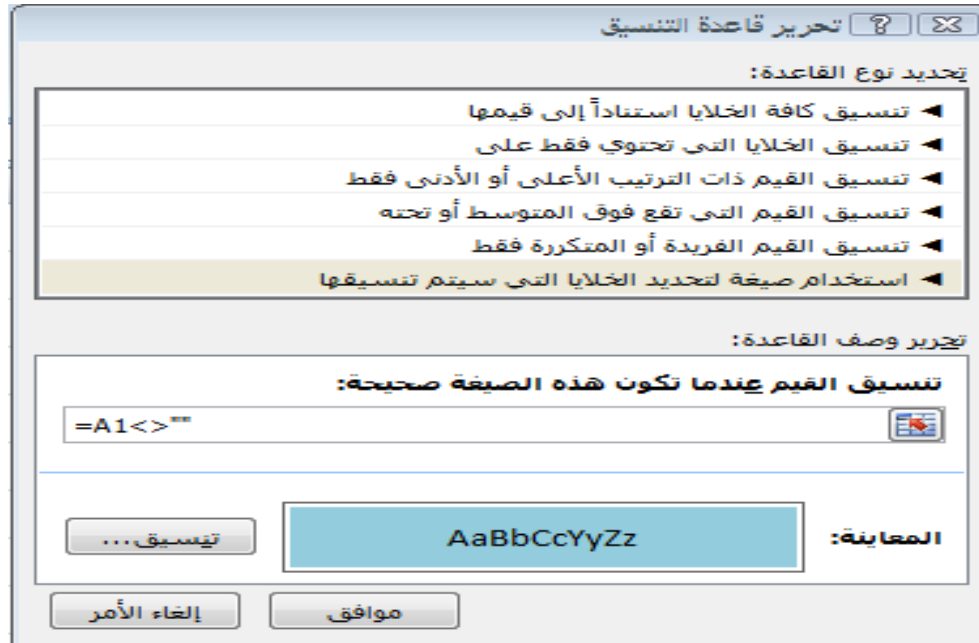 تحرير قاعدة التنسيق
تحديد نوع القاعدة:
◄ تنسيق كافة الخلايا استناداً إلى قيمها
◄ تنسيق الخلايا التي تحتوي فقط على
◄ تنسيق القيم ذات الترتيب الأعلى أو الأدنى فقط
◄ تنسيق القيم التي تقع فوق المتوسط أو تحته
◄ تنسيق القيم الفريدة أو المتكررة فقط
◄ استخدام صيغة لتحديد الخلايا التي سيتم تنسيقها
تحرير وصف القاعدة:
تنسيق القيم عندما تكون هذه الصيغة صحيحة:
=A1<>""
المعاينة: AaBbCcYyZz تنسيق...
موافق إلغاء الأمر